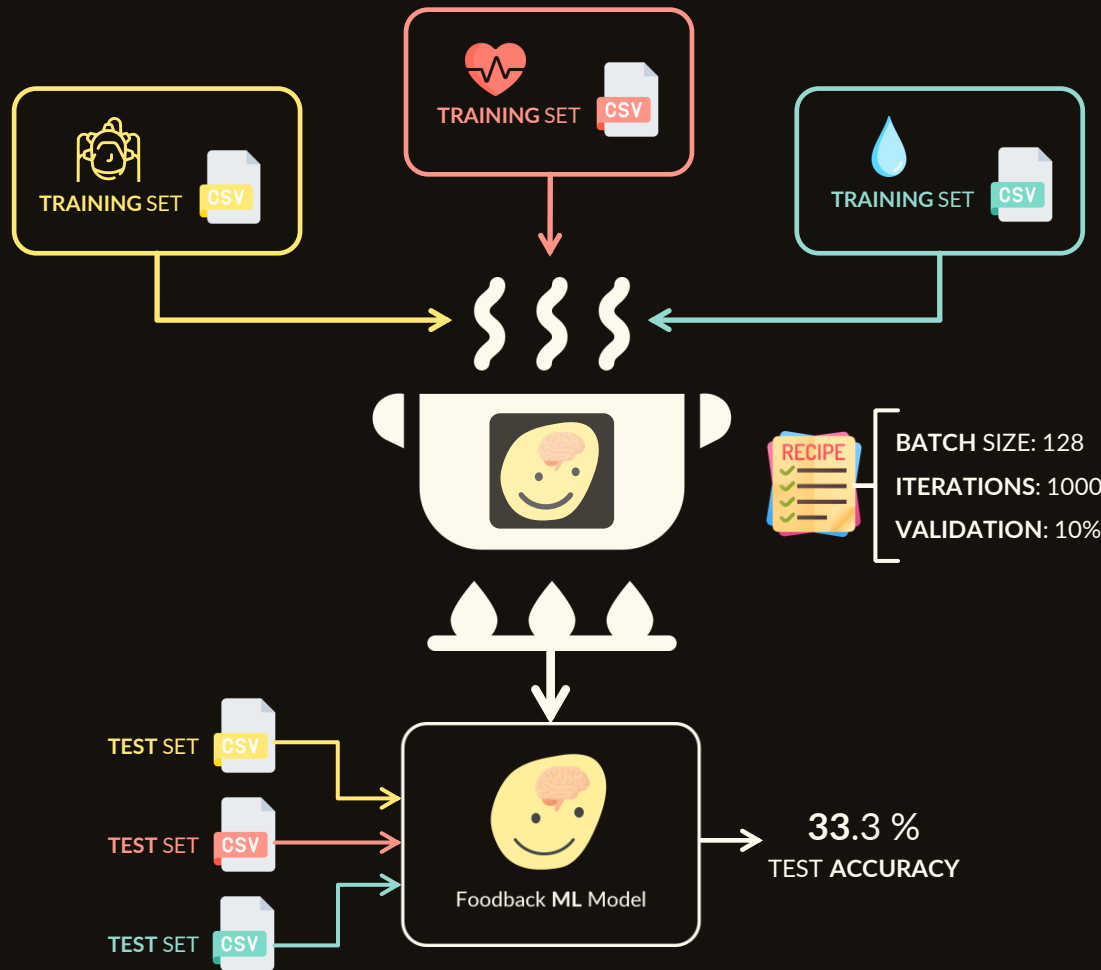 TRAINING SET
CSV
TRAINING SET
CSV
TRAINING SET
CSV
RECIPE
BATCH SIZE: 128
ITERATIONS: 1000
VALIDATION: 10%
TEST SET
CSV
TEST SET
CSV
TEST SET
CSV
Foodback ML Model
33.3 %
TEST ACCURACY